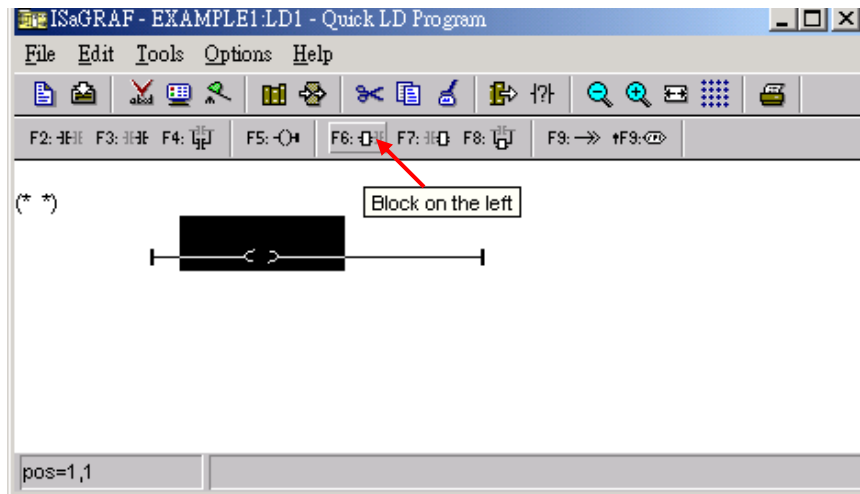 ISaGRAF - EXAMPLE1:LD1 - Quick LD Program
File Edit Tools Options Help
F2: F3: F4: F5: F6: F7: F8: F9: F9:
Block on the left
(* *)
pos=1,1